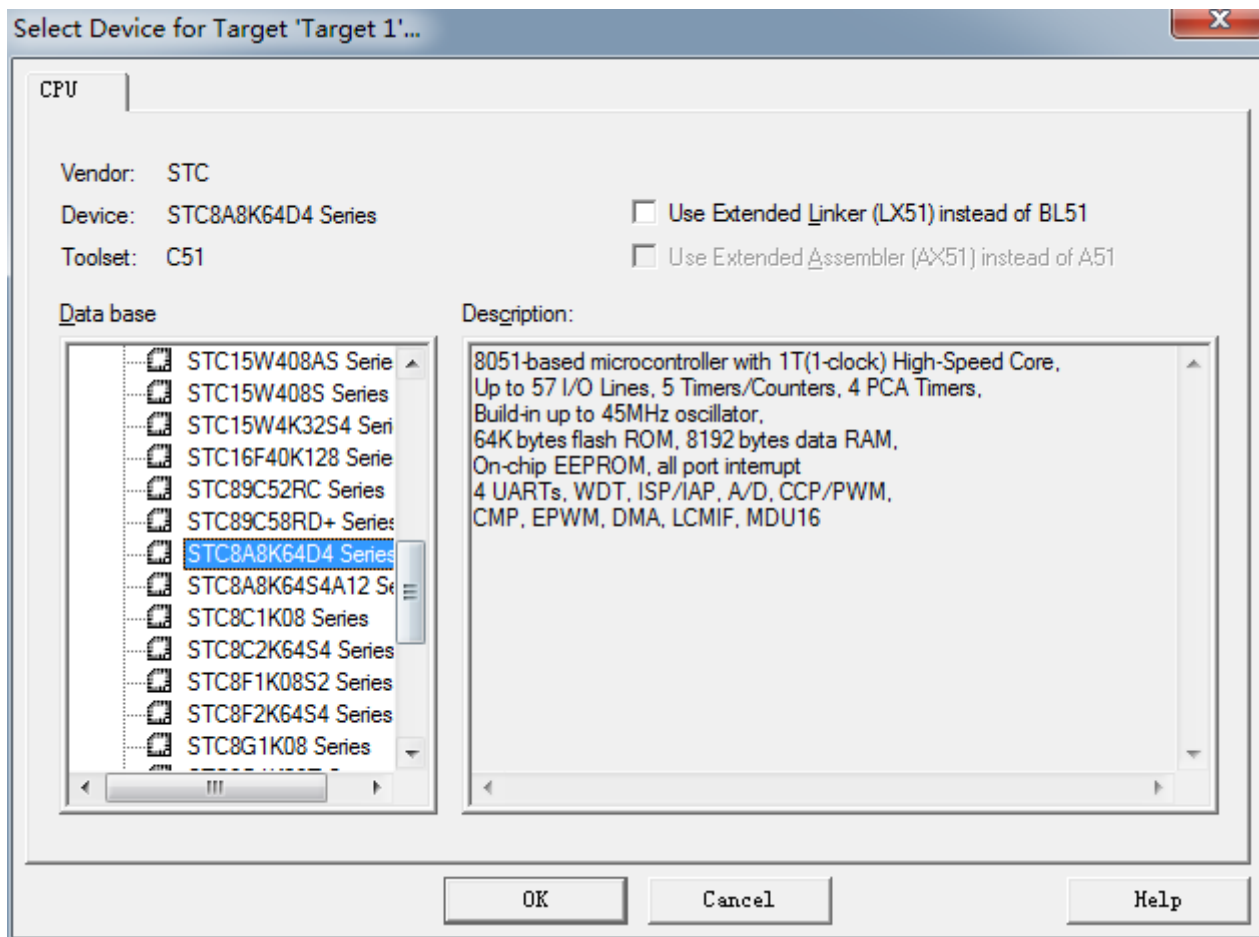 Select Device for Target 'Target 1'...
CPU
Vendor: STC
Device: STC8A8K64D4 Series
Toolset: C51
Use Extended Linker (LX51) instead of BL51
Use Extended Assembler (AX51) instead of A51
Data base
STC15W408AS Serie
STC15W408S Series
STC15W4K32S4 Seri
STC16F40K128 Serie
STC89C52RC Series
STC89C58RD+ Series
STC8A8K64D4 Series
STC8A8K64S4A12 Se
STC8C1K08 Series
STC8C2K64S4 Series
STC8F1K08S2 Series
STC8F2K64S4 Series
STC8G1K08 Series
Description:
8051-based microcontroller with 1T(1-clock) High-Speed Core,
Up to 57 I/O Lines, 5 Timers/Counters, 4 PCA Timers,
Build-in up to 45MHz oscillator,
64K bytes flash ROM, 8192 bytes data RAM,
On-chip EEPROM, all port interrupt
4 UARTs, WDT, ISP/IAP, A/D, CCP/PWM,
CMP, EPWM, DMA, LCMIF, MDU16
OK
Cancel
Help